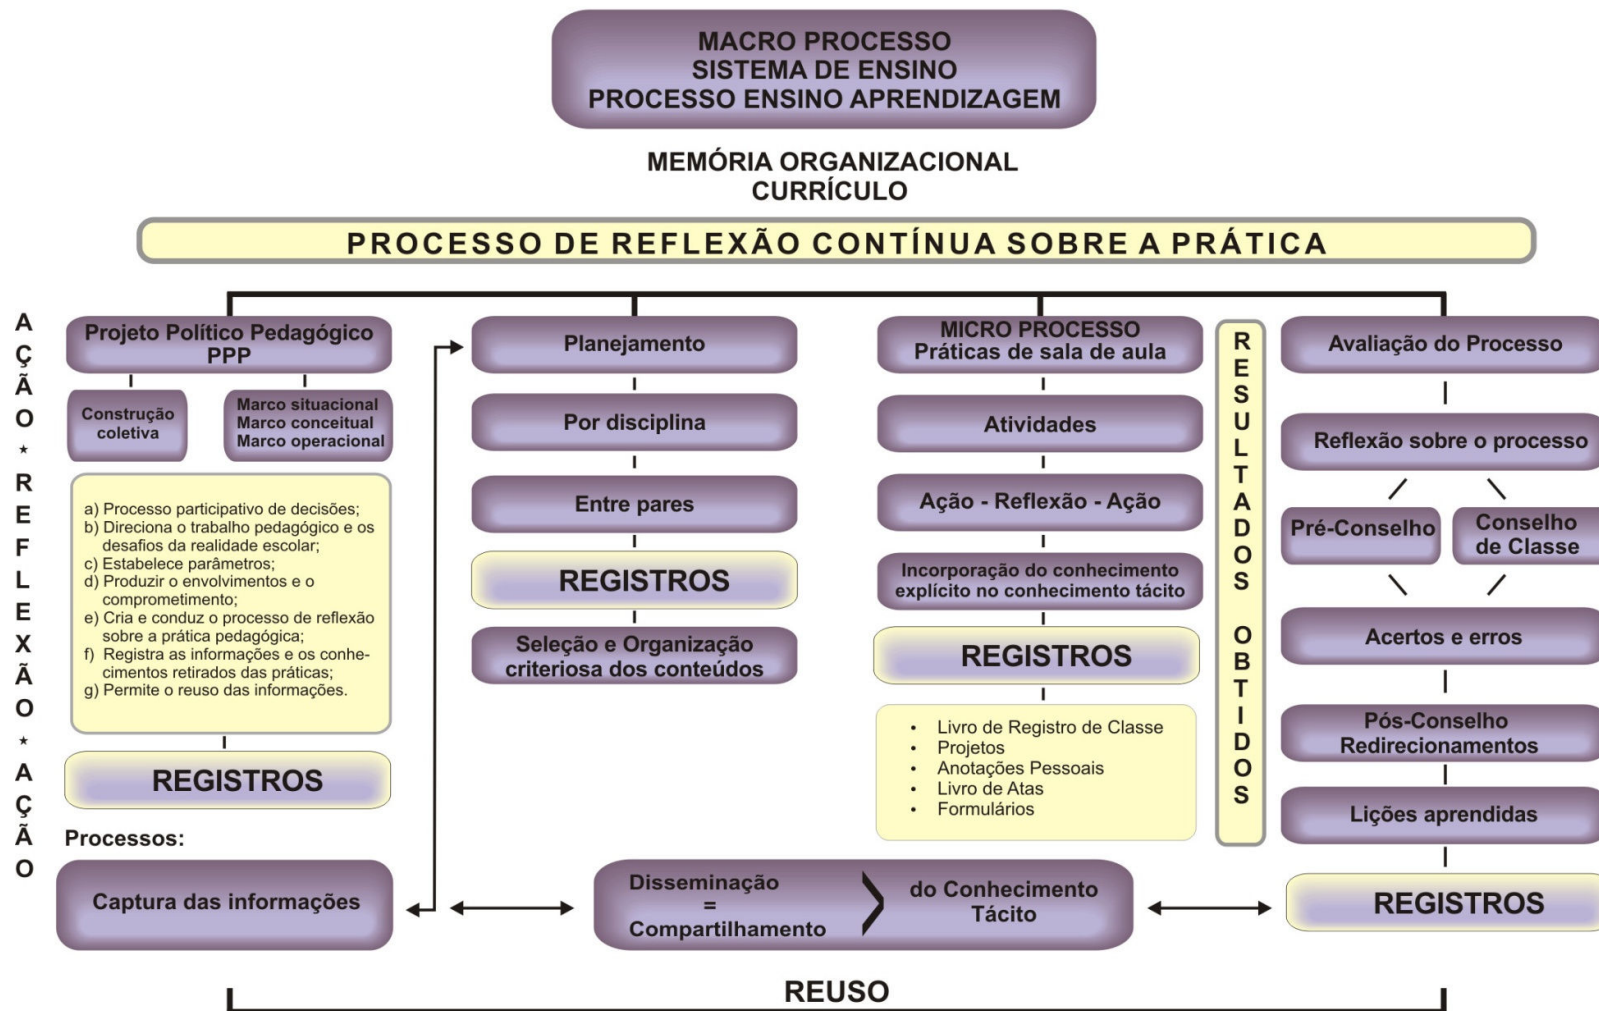 MACRO PROCESSO
SISTEMA DE ENSINO
PROCESSO ENSINO APRENDIZAGEM
MEMÓRIA ORGANIZACIONAL
CURRÍCULO
PROCESSO DE REFLEXÃO CONTÍNUA SOBRE A PRÁTICA
AÇÃO * REFLEXÃO * AÇÃO
Projeto Político Pedagógico
PPP
Construção
coletiva
Marco situacional
Marco conceitual
Marco operacional
a) Processo participativo de decisões;
b) Direciona o trabalho pedagógico e os
desafios da realidade escolar;
c) Estabelece parâmetros;
d) Produzir o envolvimentos e o
comprometimento;
e) Cria e conduz o processo de reflexão
sobre a prática pedagógica;
f) Registra as informações e os conhe-
cimentos retirados das práticas;
g) Permite o reuso das informações.
REGISTROS
Planejamento
Por disciplina
Entre pares
REGISTROS
Seleção e Organização
criteriosa dos conteúdos
MICRO PROCESSO
Práticas de sala de aula
Atividades
Ação - Reflexão - Ação
Incorporação do conhecimento
explícito no conhecimento tácito
REGISTROS
• Livro de Registro de Classe
• Projetos
• Anotações Pessoais
• Livro de Atas
• Formulários
RESULTADOS OBTIDOS
Avaliação do Processo
Reflexão sobre o processo
Pré-Conselho
Conselho
de Classe
Acertos e erros
Pós-Conselho
Redirecionamentos
Lições aprendidas
REGISTROS
Processos:
Captura das informações
Disseminação
=
Compartilhamento
do Conhecimento
Tácito
REUSO